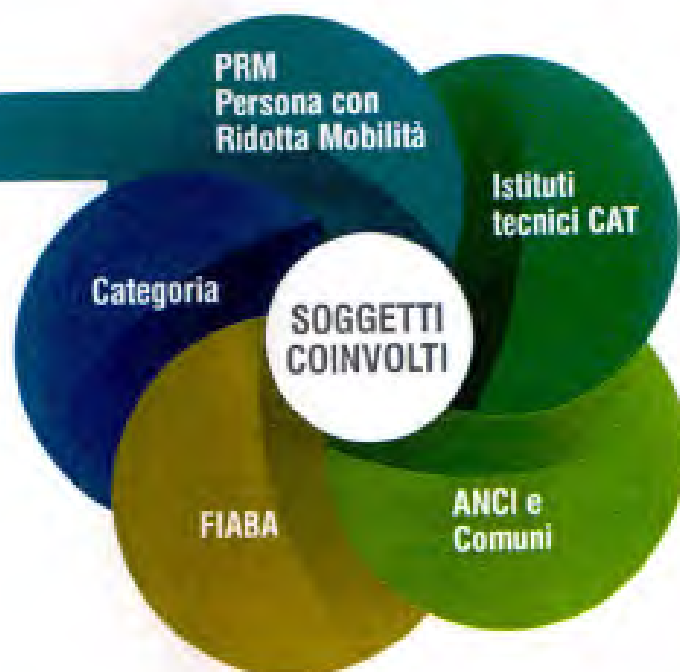 PRM
Persona con
Ridotta Mobilità
Istituti
tecnici CAT
Categoria
SOGGETTI
COINVOLTI
FIABA
ANCI e
Comuni